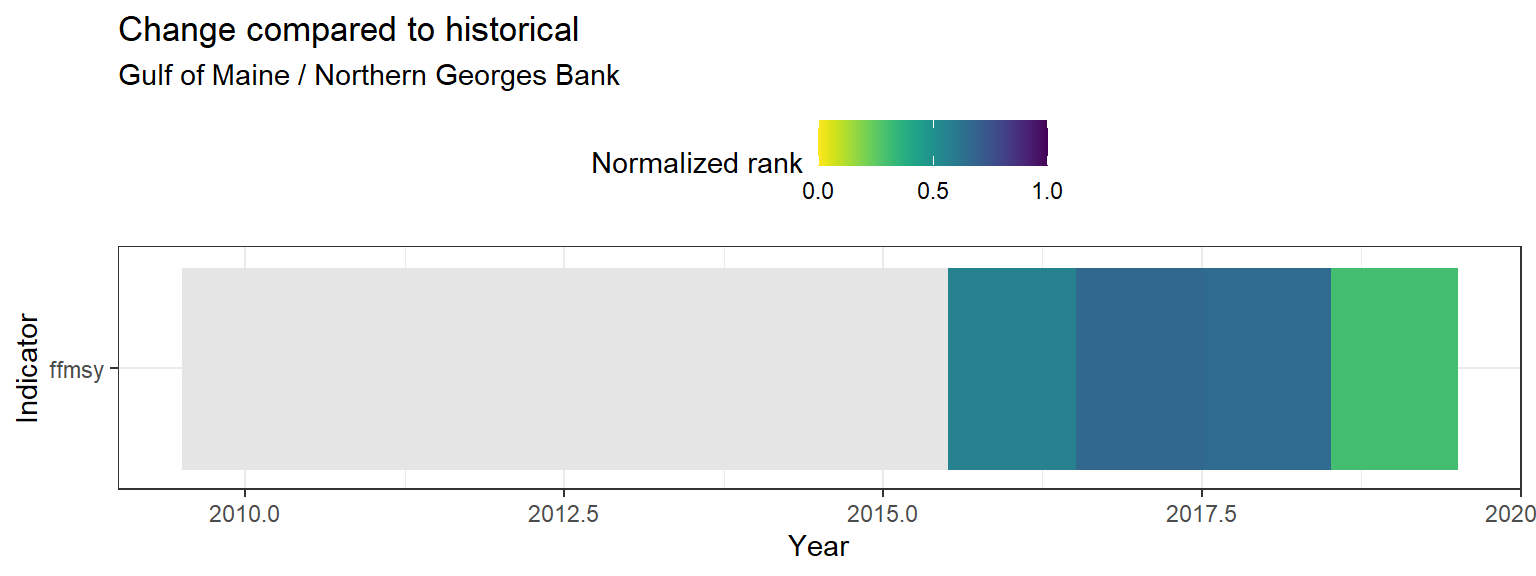 Change compared to historical
Gulf of Maine / Northern Georges Bank
Normalized rank
0.0 0.5 1.0
Indicator
ffmsy
2010.0 2012.5 2015.0 2017.5 2020
Year